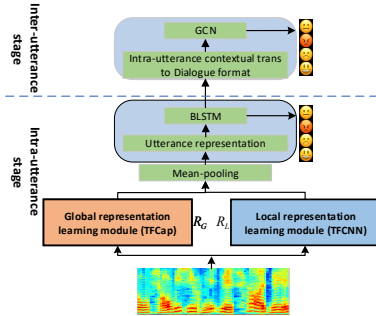 Inter-utterance
stage
GCN
Intra-utterance contextual trans
to Dialogue format
Intra-utterance
stage
BLSTM
Utterance representation
Mean-pooling
Global representation
learning module (TFCap)
R_G
R_L
Local representation
learning module (TFCNN)